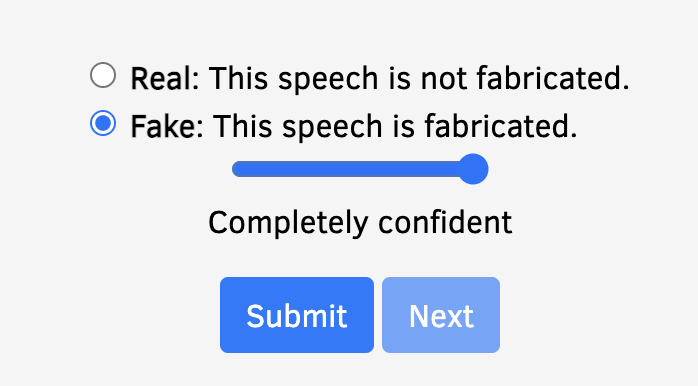 Real: This speech is not fabricated.
Fake: This speech is fabricated.
Completely confident
Submit Next